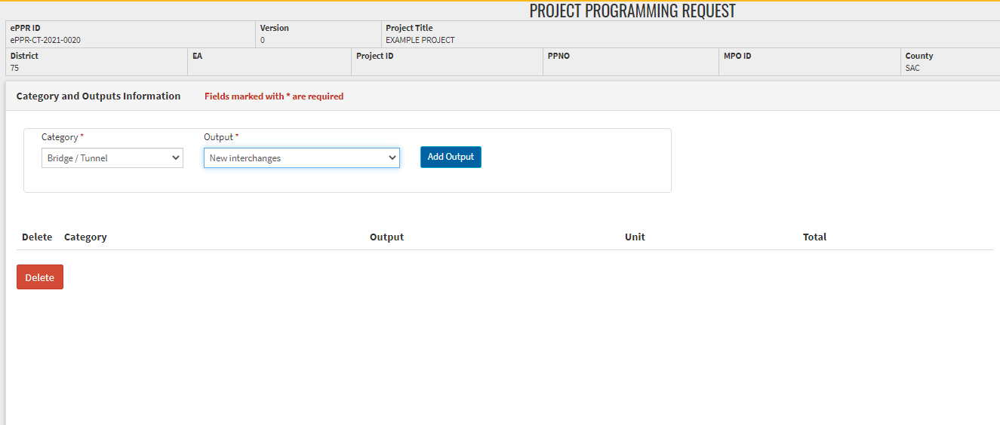 PROJECT PROGRAMMING REQUEST
ePPR ID Version Project Title
ePPR-CT-2021-0020 0 EXAMPLE PROJECT
District EA Project ID PPNO MPO ID County
75 SAC
Category and Outputs Information Fields marked with * are required
Category * Output *
Bridge / Tunnel New interchanges Add Output
Delete Category Output Unit Total
Delete